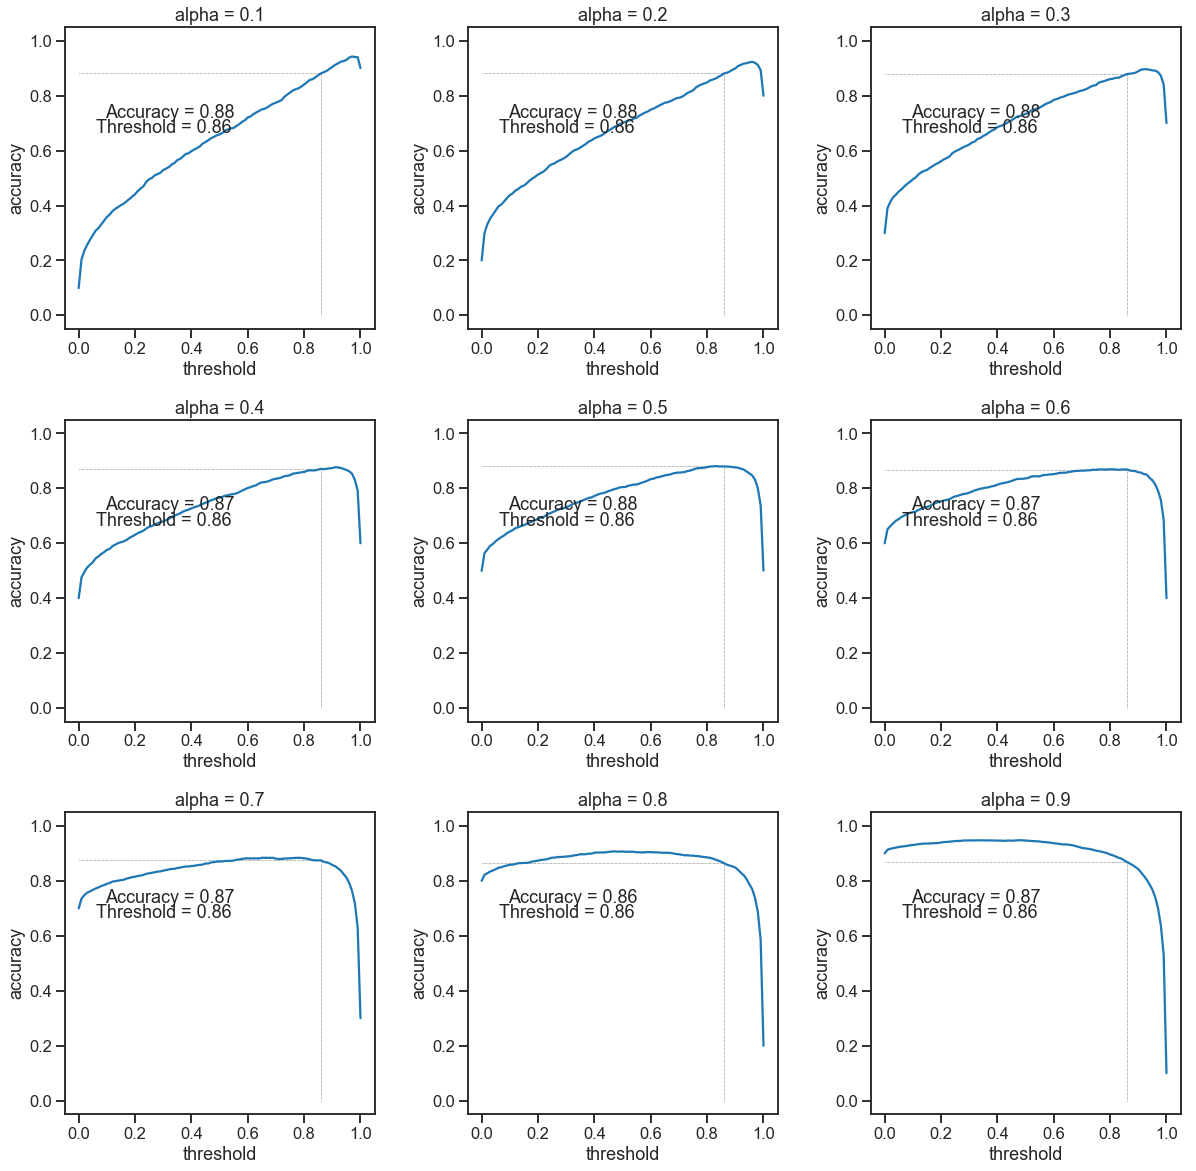 alpha = 0.1
1.0
0.8
0.6
0.4
0.2
0.0
accuracy
Accuracy = 0.88
Threshold = 0.86
0.0 0.2 0.4 0.6 0.8 1.0
threshold
alpha = 0.2
1.0
0.8
0.6
0.4
0.2
0.0
accuracy
Accuracy = 0.88
Threshold = 0.86
0.0 0.2 0.4 0.6 0.8 1.0
threshold
alpha = 0.3
1.0
0.8
0.6
0.4
0.2
0.0
accuracy
Accuracy = 0.88
Threshold = 0.86
0.0 0.2 0.4 0.6 0.8 1.0
threshold
alpha = 0.4
1.0
0.8
0.6
0.4
0.2
0.0
accuracy
Accuracy = 0.87
Threshold = 0.86
0.0 0.2 0.4 0.6 0.8 1.0
threshold
alpha = 0.5
1.0
0.8
0.6
0.4
0.2
0.0
accuracy
Accuracy = 0.88
Threshold = 0.86
0.0 0.2 0.4 0.6 0.8 1.0
threshold
alpha = 0.6
1.0
0.8
0.6
0.4
0.2
0.0
accuracy
Accuracy = 0.87
Threshold = 0.86
0.0 0.2 0.4 0.6 0.8 1.0
threshold
alpha = 0.7
1.0
0.8
0.6
0.4
0.2
0.0
accuracy
Accuracy = 0.87
Threshold = 0.86
0.0 0.2 0.4 0.6 0.8 1.0
threshold
alpha = 0.8
1.0
0.8
0.6
0.4
0.2
0.0
accuracy
Accuracy = 0.86
Threshold = 0.86
0.0 0.2 0.4 0.6 0.8 1.0
threshold
alpha = 0.9
1.0
0.8
0.6
0.4
0.2
0.0
accuracy
Accuracy = 0.87
Threshold = 0.86
0.0 0.2 0.4 0.6 0.8 1.0
threshold